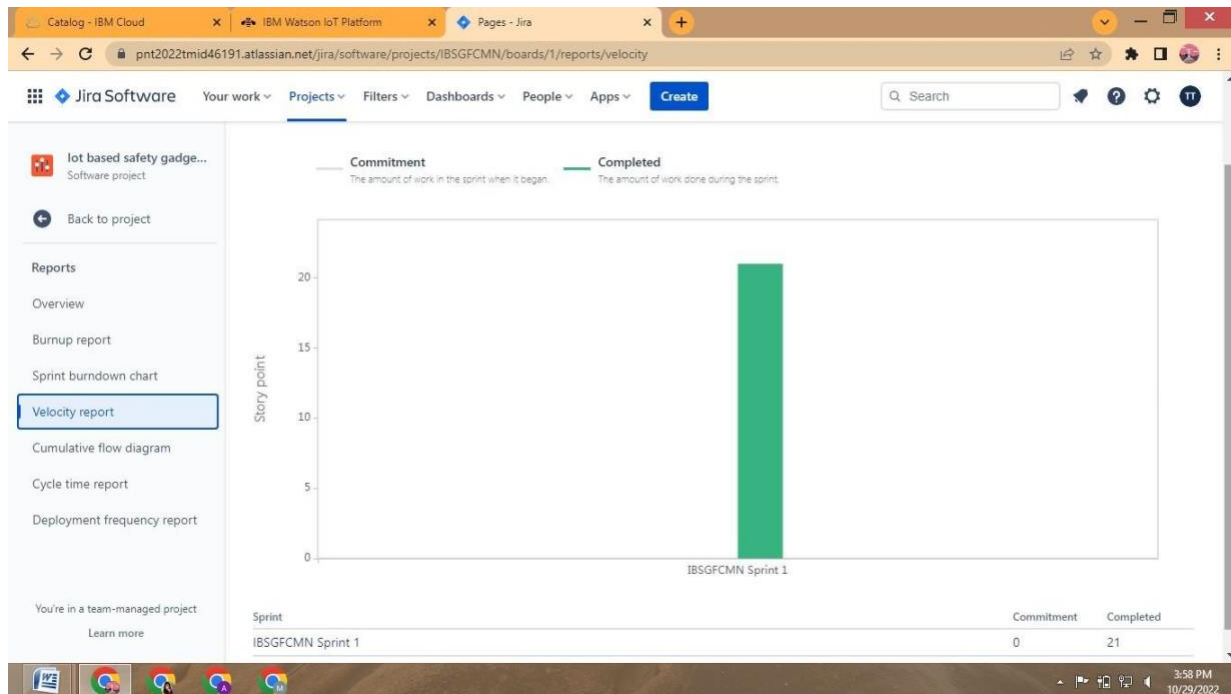 Catalog - IBM Cloud
IBM Watson IoT Platform
Pages - Jira
pnt2022tmid46191.atlassian.net/jira/software/projects/IBSGFCMN/boards/1/reports/velocity
Jira Software
Your work
Projects
Filters
Dashboards
People
Apps
Create
Search
TT
Iot based safety gadge...
Software project
Back to project
Reports
Overview
Burnup report
Sprint burndown chart
Velocity report
Cumulative flow diagram
Cycle time report
Deployment frequency report
You're in a team-managed project
Learn more
Commitment
The amount of work in the sprint when it began.
Completed
The amount of work done during the sprint.
Story point
20
15
10
5
0
IBSGFCMN Sprint 1
Sprint Commitment Completed
IBSGFCMN Sprint 1 0 21
3:58 PM
10/29/2022